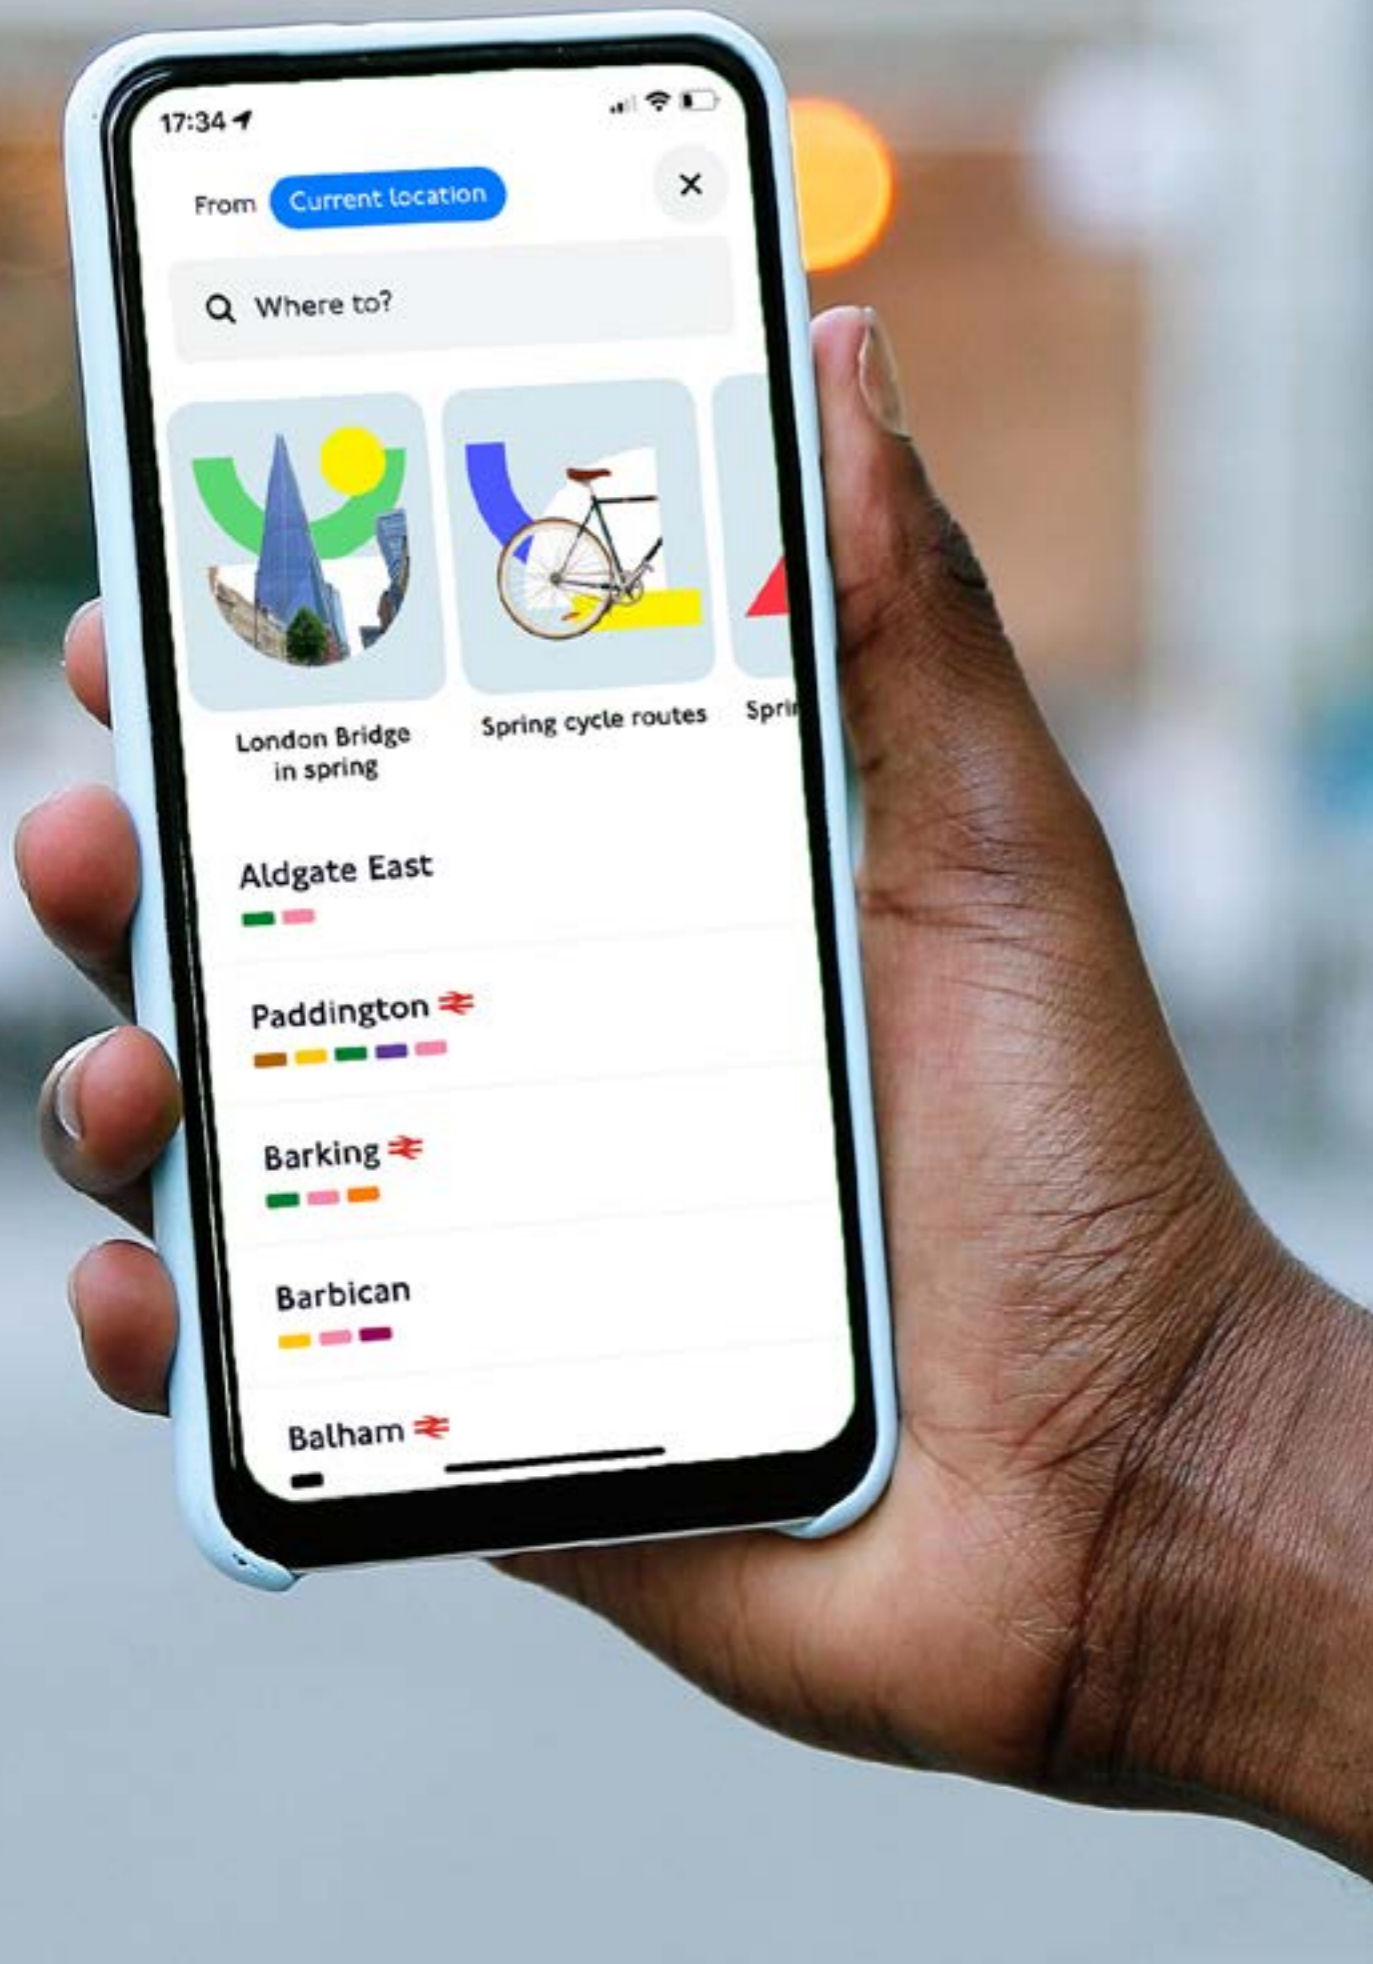 17:34
From Current location
Where to?
London Bridge
in spring
Spring cycle routes
Aldgate East
Paddington
Barking
Barbican
Balham